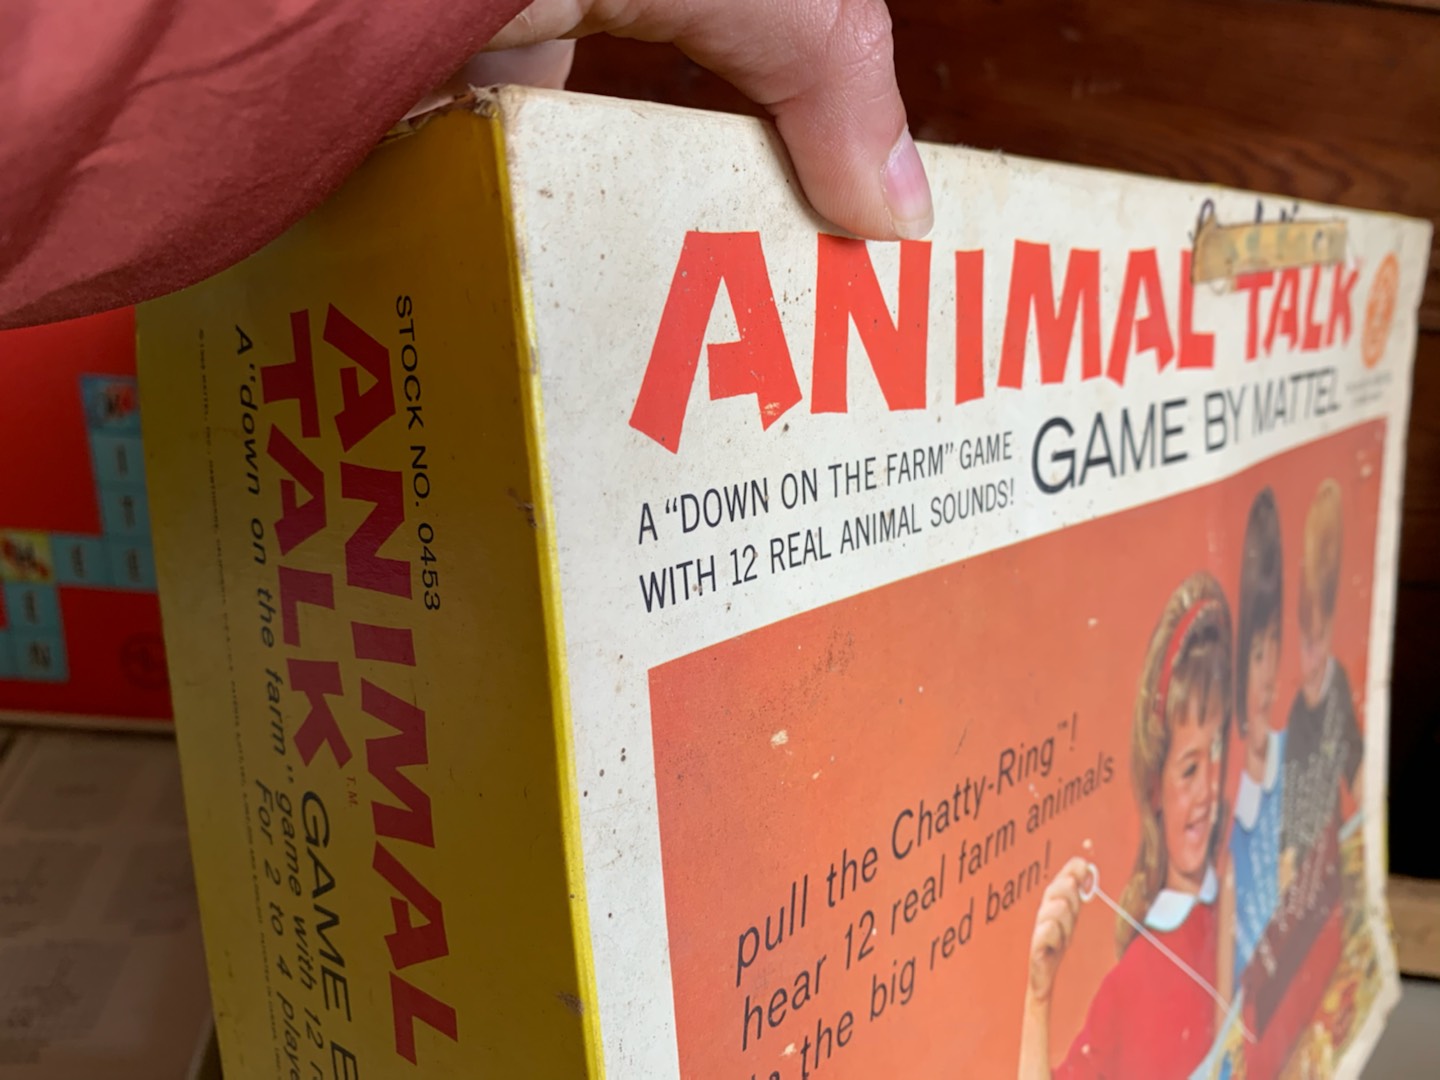 ANIMAL TALK
GAME BY MATTEL
A “DOWN ON THE FARM” GAME
WITH 12 REAL ANIMAL SOUNDS!
pull the Chatty-Ring™!
hear 12 real farm animals
the big red barn!
STOCK NO. 0453
ANIMAL
TALK T.M. GAME
A "down on the farm" game with 12
For 2 to 4